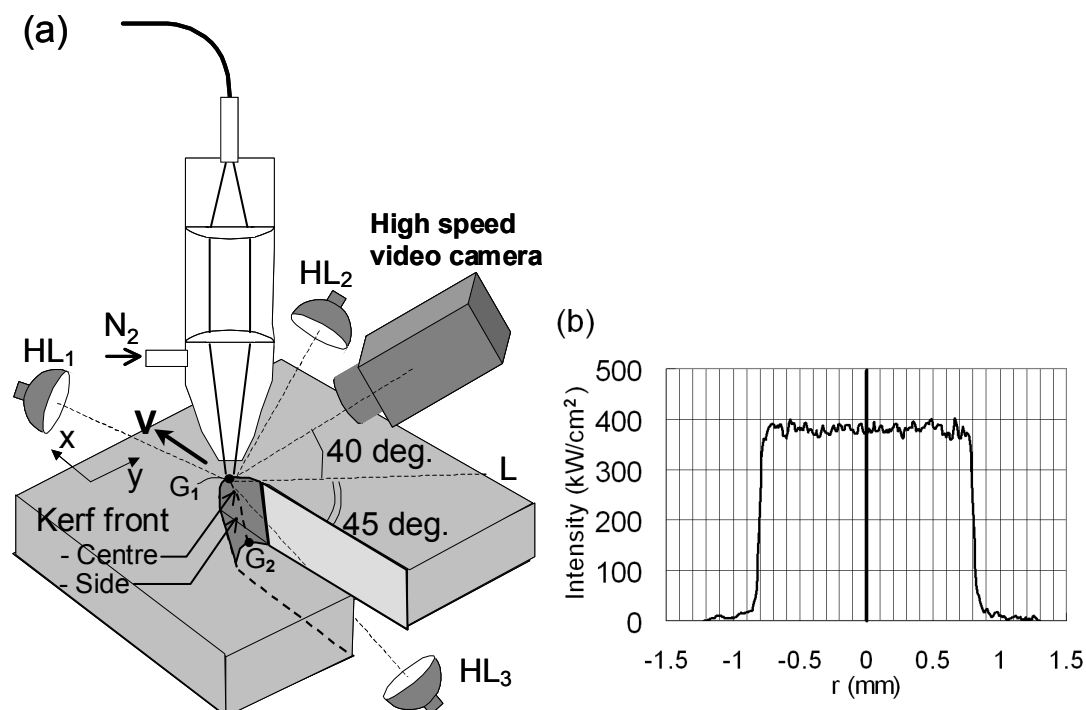 (a)
High speed
video camera
HL₂
N₂
HL₁
V
x
y
40 deg.
L
G₁
45 deg.
Kerf front
- Centre
- Side
G₂
HL₃
(b)
Intensity (kW/cm²)
500
400
300
200
100
0
-1.5 -1 -0.5 0 0.5 1 1.5
r (mm)